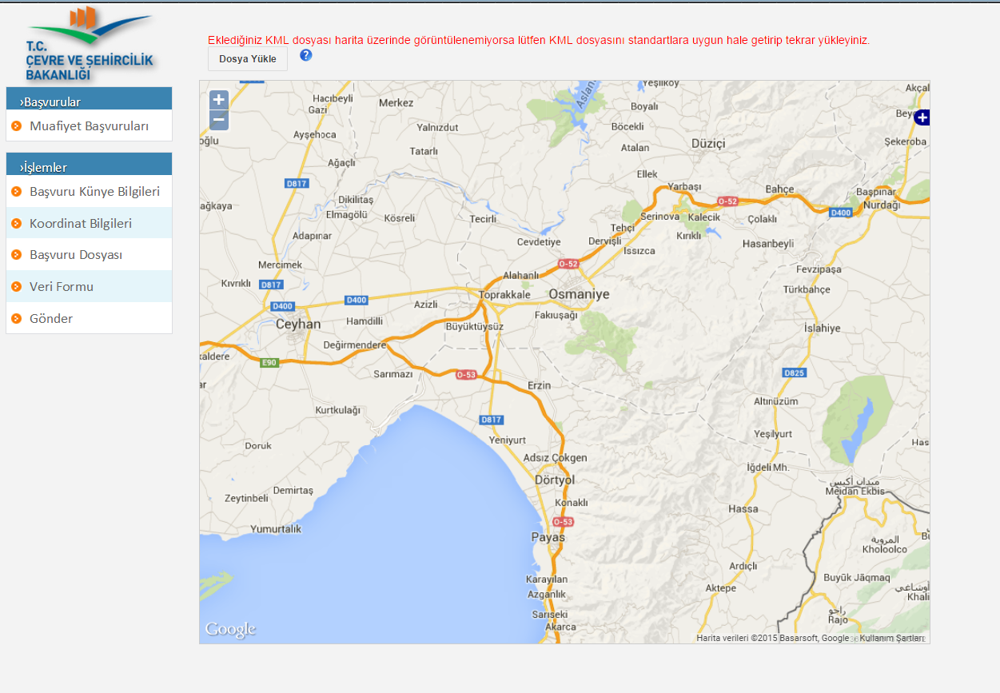 T.C.
ÇEVRE VE ŞEHİRCİLİK
BAKANLIĞI
›Başvurular
Muafiyet Başvuruları
›İşlemler
Başvuru Künye Bilgileri
Koordinat Bilgileri
Başvuru Dosyası
Veri Formu
Gönder
Eklediğiniz KML dosyası harita üzerinde görüntülenemiyorsa lütfen KML dosyasını standartlara uygun hale getirip tekrar yükleyiniz.
Dosya Yükle
?
+
−
+
Hacıbeyli
Gazi
Merkez
Aslan
Yeşilköy
Akçal
Boyalı
Bey
Ayşehoca
Yalnızdut
Böcekli
oğlu
Tatarlı
Atalan
Düziçi
Şekeroba
Ağaçlı
Ellek
D817
Yarbaşı
Bahçe
Başpınar
Dikilitaş
O-52
Nurdağı
ağkaya
Elmagölü
Kösreli
Tecirli
Serinova
Kalecik
Çolaklı
D400
Tehçi
Adapınar
Cevdetiye
Dervişli
Kırıklı
Hasanbeyli
Issızca
Mercimek
O-52
Fevzipaşa
Kıvrıklı
D817
Alahanlı
Türkbahçe
D400
D400
Azizli
Toprakkale
Osmaniye
Ceyhan
Hamdilli
Büyüktüysüz
Fakıuşağı
İslahiye
Değirmendere
kaldere
E90
Sarımazı
O-53
D825
ar
Erzin
Altınüzüm
Kurtkulağı
D817
Doruk
Yeniyurt
Yeşilyurt
Has
Adsız Çokgen
İğdeli Mh.
Dörtyol
ميدان أكبس
Meidan Ekbis
Demirtaş
Zeytinbeli
Konaklı
Hassa
Yumurtalık
O-53
Payas
المروية
Kholoolco
Bü
Ardıçlı
Karayılan
Buyük Jāqmaq
Aktepe
Azganlık
أوشاغي
Khali
Sarıseki
راجو
Rajo
Akarca
Google
Harita verileri ©2015 Basarsoft, Google
Kullanım Şartları